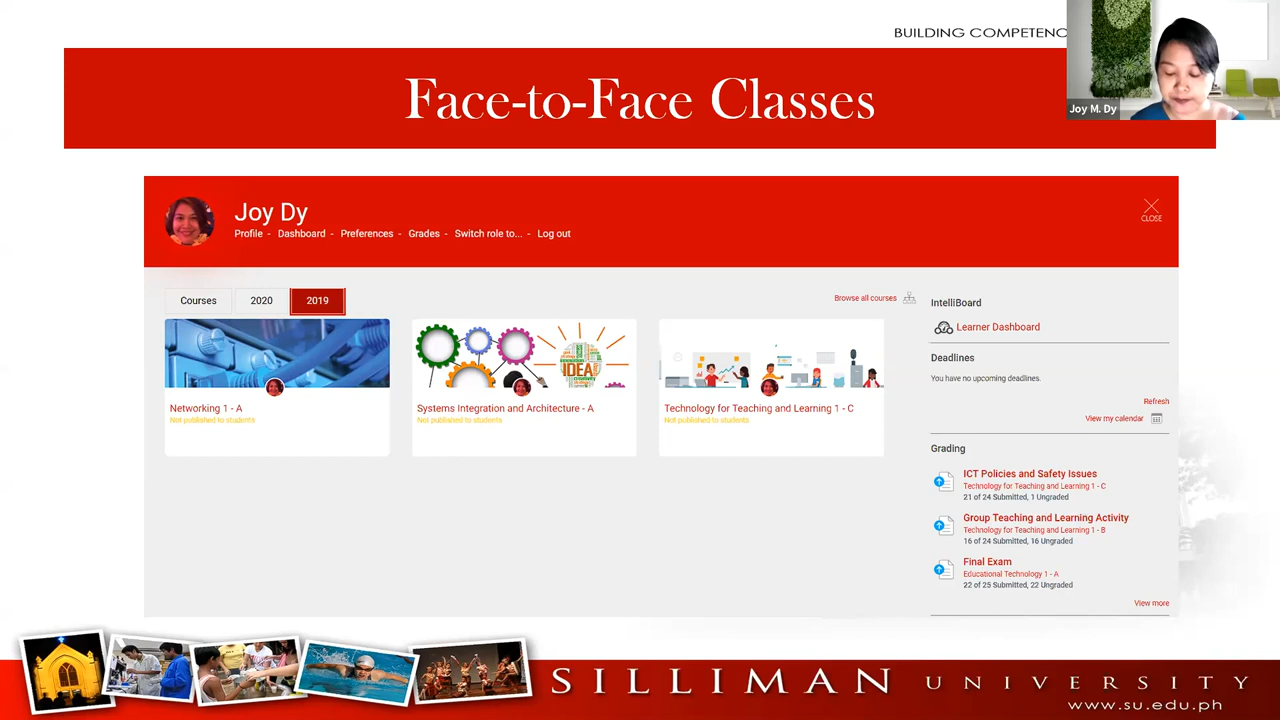 BUILDING COMPETENC
Face-to-Face Classes
Joy M. Dy
Joy Dy
Profile - Dashboard - Preferences - Grades - Switch role to... - Log out
CLOSE
Courses 2020 2019
Browse all courses
Networking 1 - A
Not published to students
IDEA
Systems Integration and Architecture - A
Not published to students
Technology for Teaching and Learning 1 - C
Not published to students
IntelliBoard
Learner Dashboard
Deadlines
You have no upcoming deadlines.
Refresh
View my calendar
Grading
ICT Policies and Safety Issues
Technology for Teaching and Learning 1 - C
21 of 24 Submitted, 1 Ungraded
Group Teaching and Learning Activity
Technology for Teaching and Learning 1 - B
16 of 24 Submitted, 16 Ungraded
Final Exam
Educational Technology 1 - A
22 of 25 Submitted, 22 Ungraded
View more
SILLIMAN UNIVERSITY
www.su.edu.ph